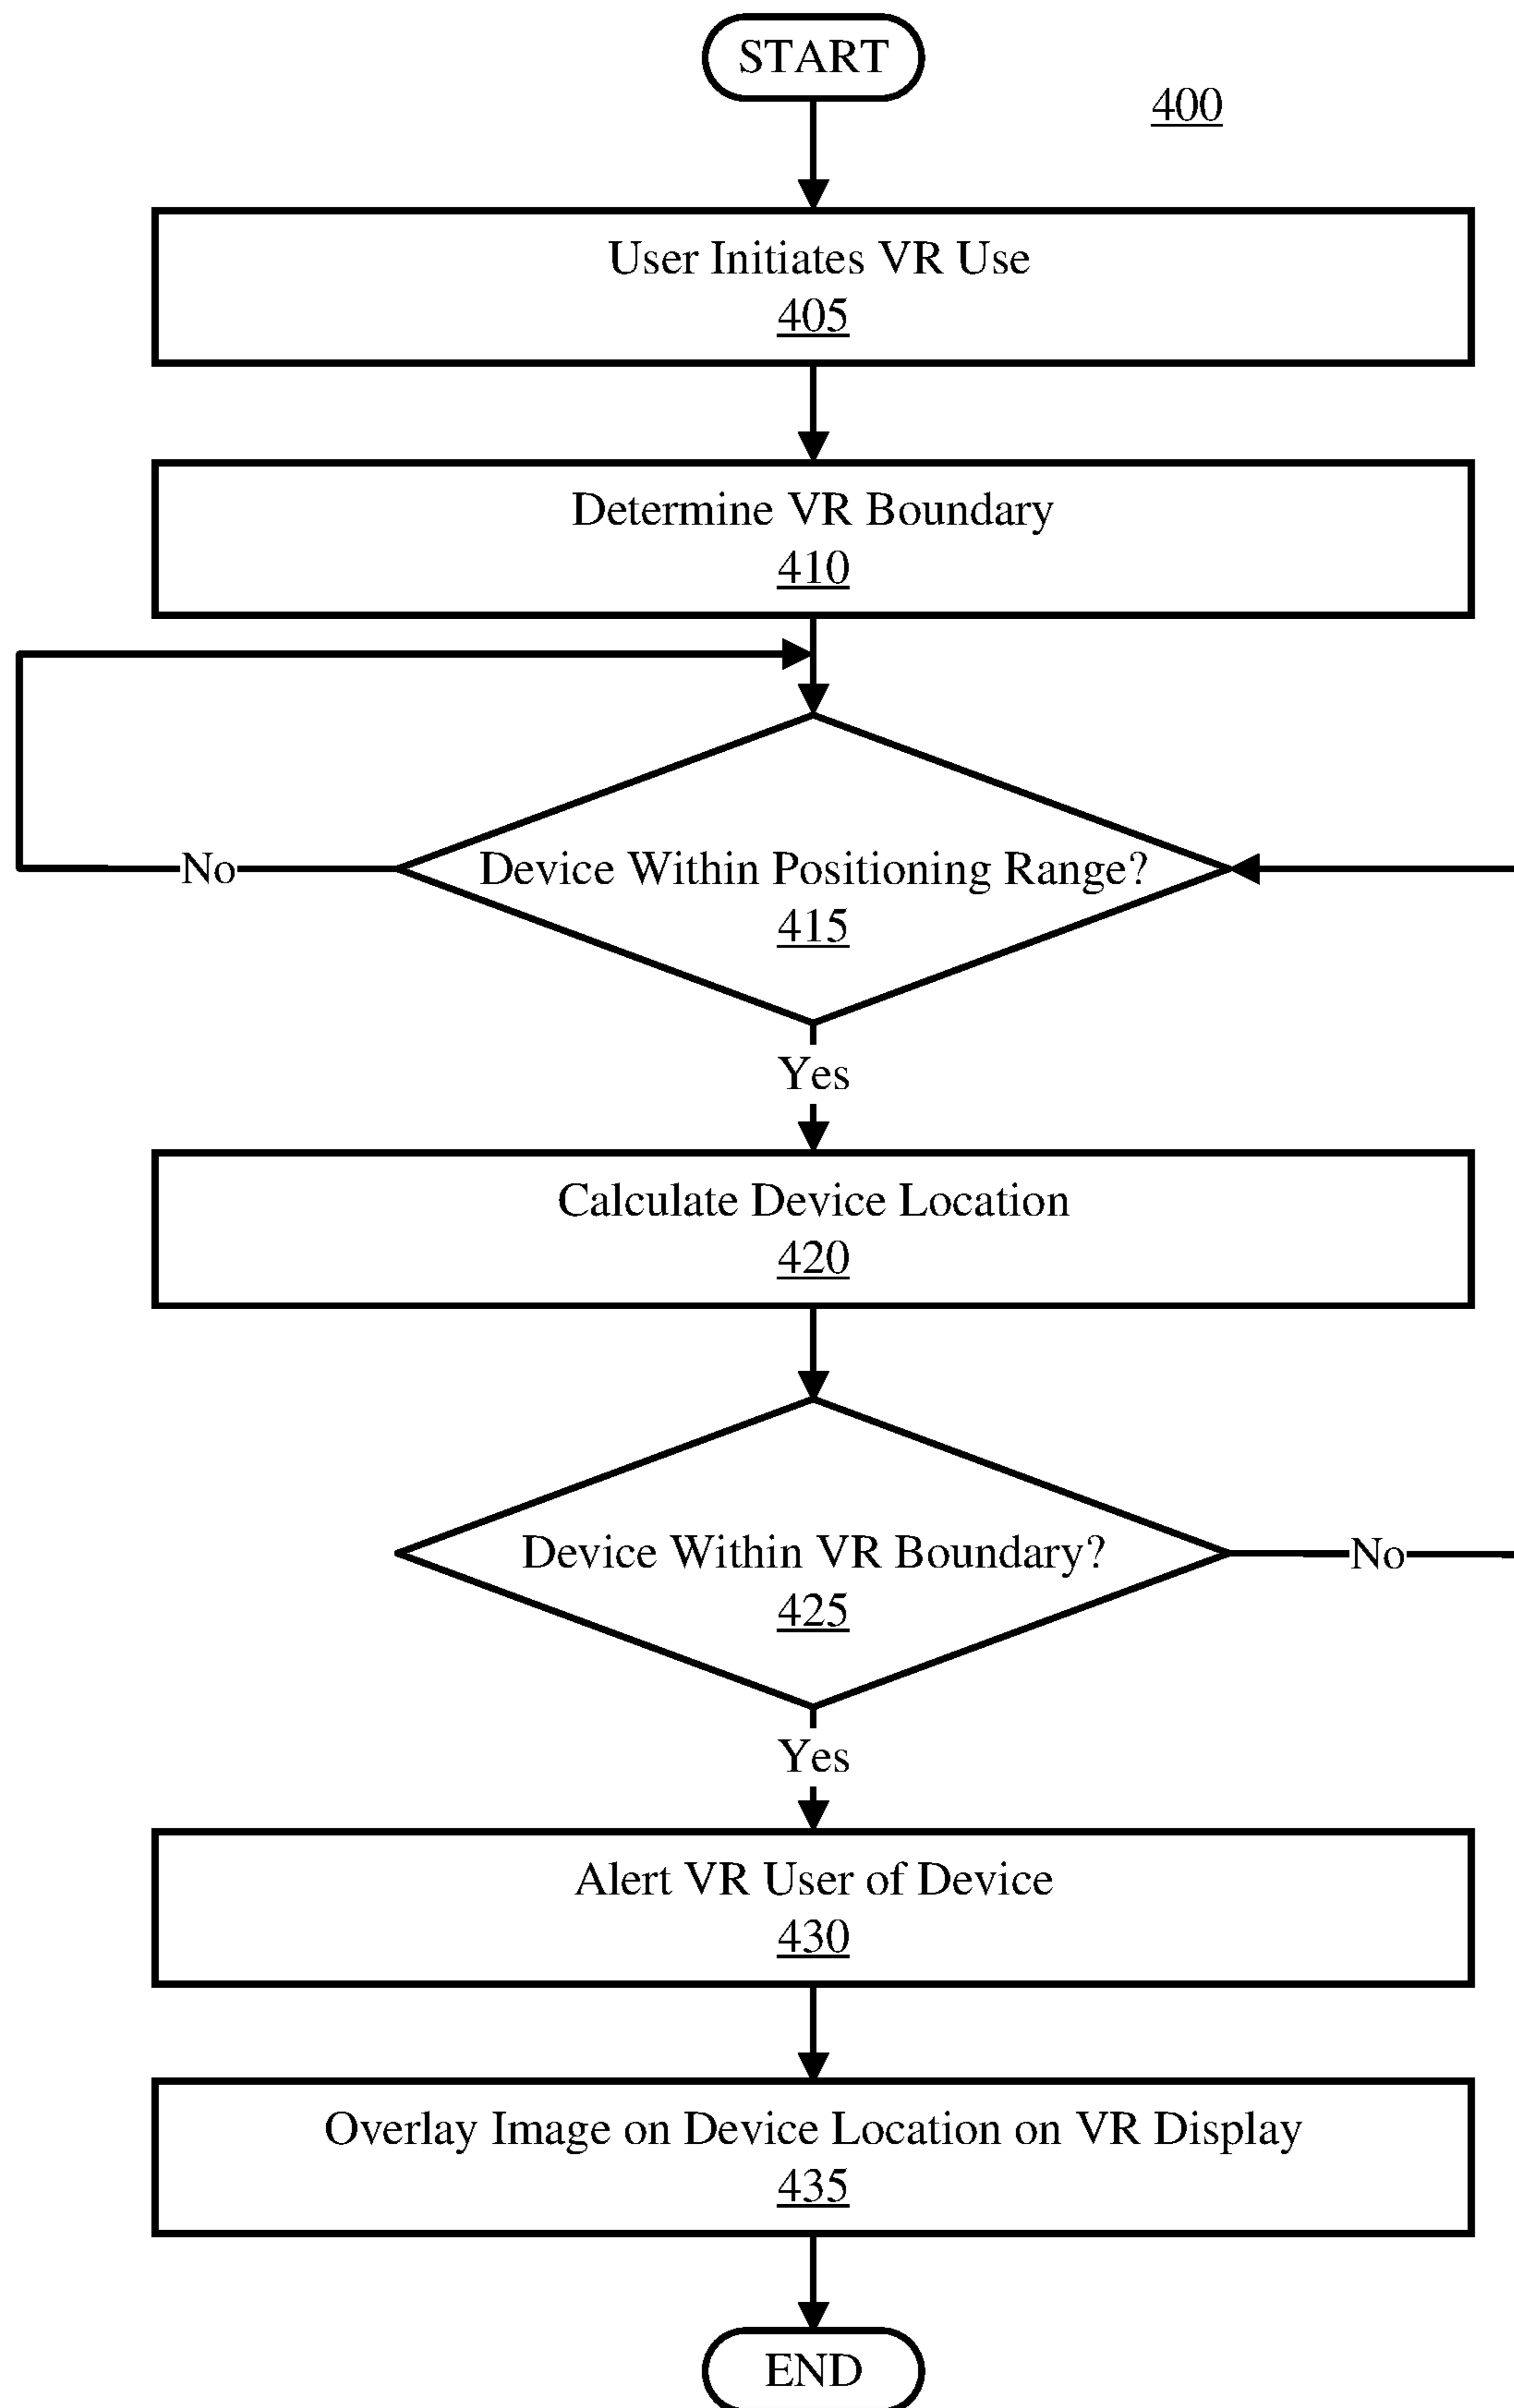 START
400
User Initiates VR Use
405
Determine VR Boundary
410
Device Within Positioning Range?
415
No
Yes
Calculate Device Location
420
Device Within VR Boundary?
425
No
Yes
Alert VR User of Device
430
Overlay Image on Device Location on VR Display
435
END